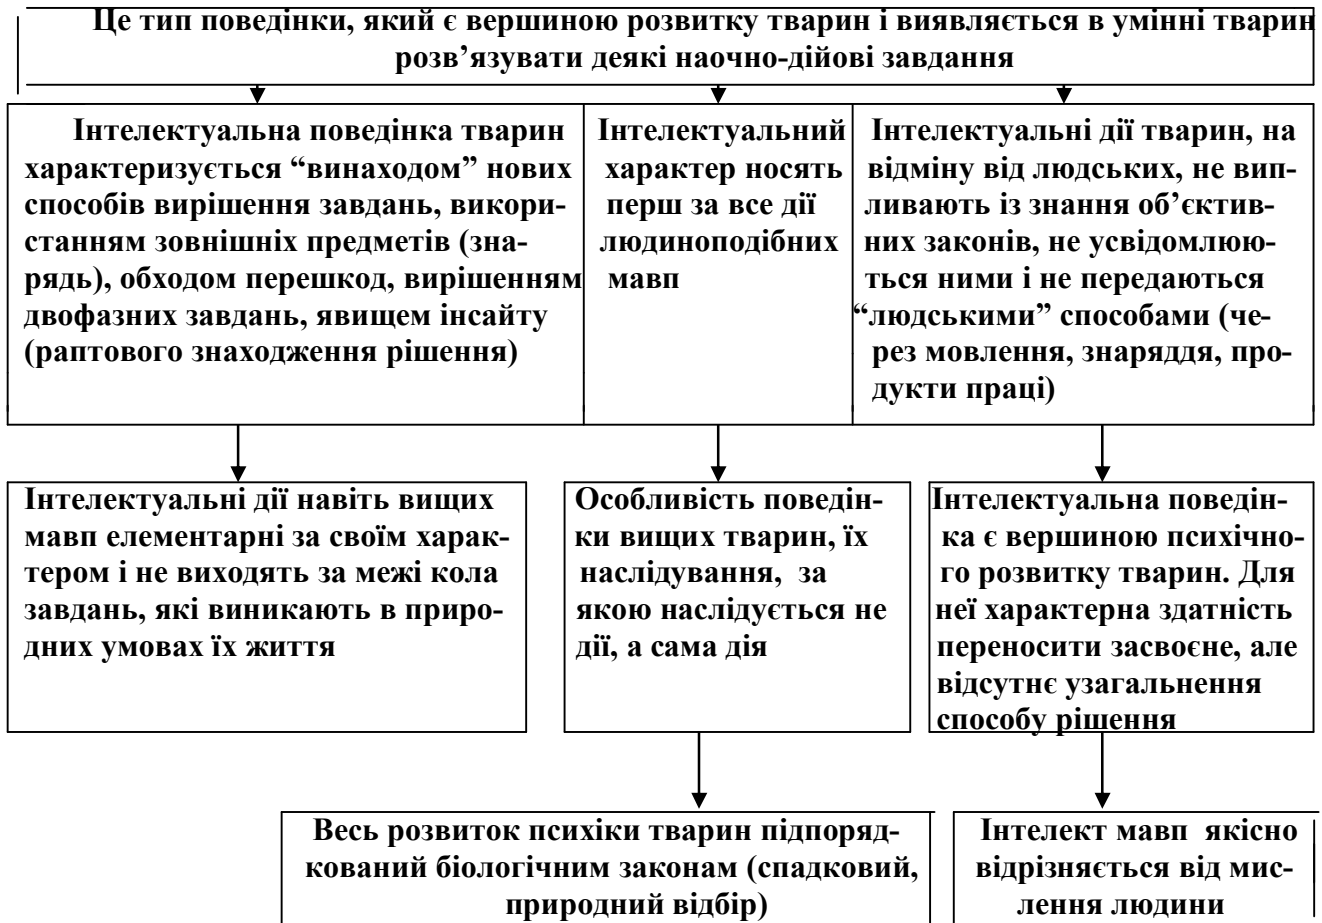 Це тип поведінки, який є вершиною розвитку тварин і виявляється в умінні тварин
розв’язувати деякі наочно-дійові завдання
Інтелектуальна поведінка тварин
характеризується “винаходом” нових
способів вирішення завдань, викори-
станням зовнішніх предметів (зна-
рядь), обходом перешкод, вирішенням
двофазних завдань, явищем інсайту
(раптового знаходження рішення)
Інтелектуальний
характер носять
перш за все дії
людиноподібних
мавп
Інтелектуальні дії тварин, на
відміну від людських, не вип-
ливають із знання об’єктив-
них законів, не усвідомлюю-
ться ними і не передаються
“людськими” способами (че-
рез мовлення, знаряддя, про-
дукти праці)
Інтелектуальні дії навіть вищих
мавп елементарні за своїм харак-
тером і не виходять за межі кола
завдань, які виникають в приро-
дних умовах їх життя
Особливість поведін-
ки вищих тварин, їх
наслідування, за
якою наслідується не
дії, а сама дія
Інтелектуальна поведін-
ка є вершиною психічно-
го розвитку тварин. Для
неї характерна здатність
переносити засвоєне, але
відсутнє узагальнення
способу рішення
Весь розвиток психіки тварин підпоряд-
кований біологічним законам (спадковий,
природний відбір)
Інтелект мавп якісно
відрізняється від мис-
лення людини